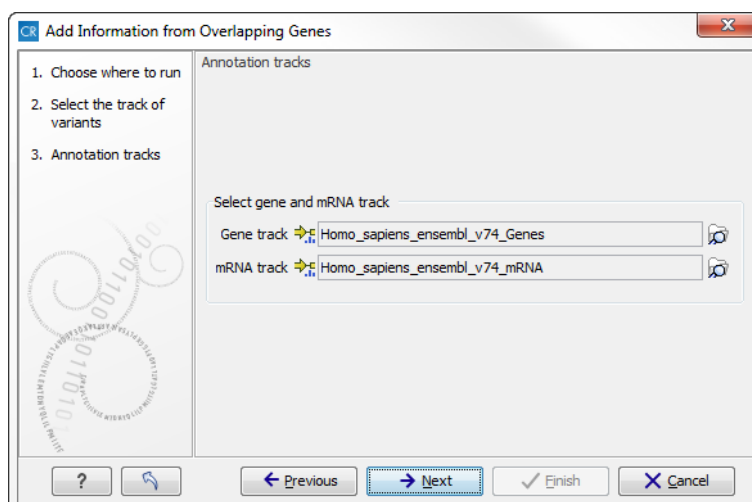 CR Add Information from Overlapping Genes
1. Choose where to run
2. Select the track of
variants
3. Annotation tracks
Annotation tracks
Select gene and mRNA track
Gene track Homo_sapiens_ensembl_v74_Genes
mRNA track Homo_sapiens_ensembl_v74_mRNA
? Previous Next Finish Cancel